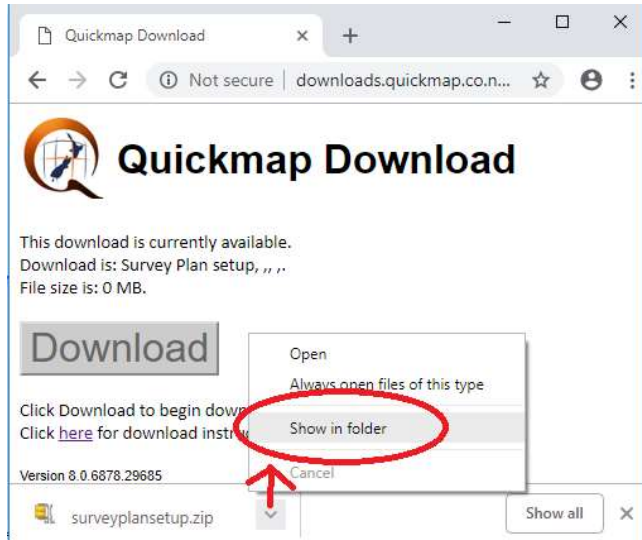 Quickmap Download
Not secure | downloads.quickmap.co.n...
Quickmap Download
This download is currently available.
Download is: Survey Plan setup, ,, ,.
File size is: 0 MB.
Download
Open
Always open files of this type
Show in folder
Cancel
Click Download to begin down
Click here for download instru
Version 8.0.6878.29685
surveyplansetup.zip
Show all